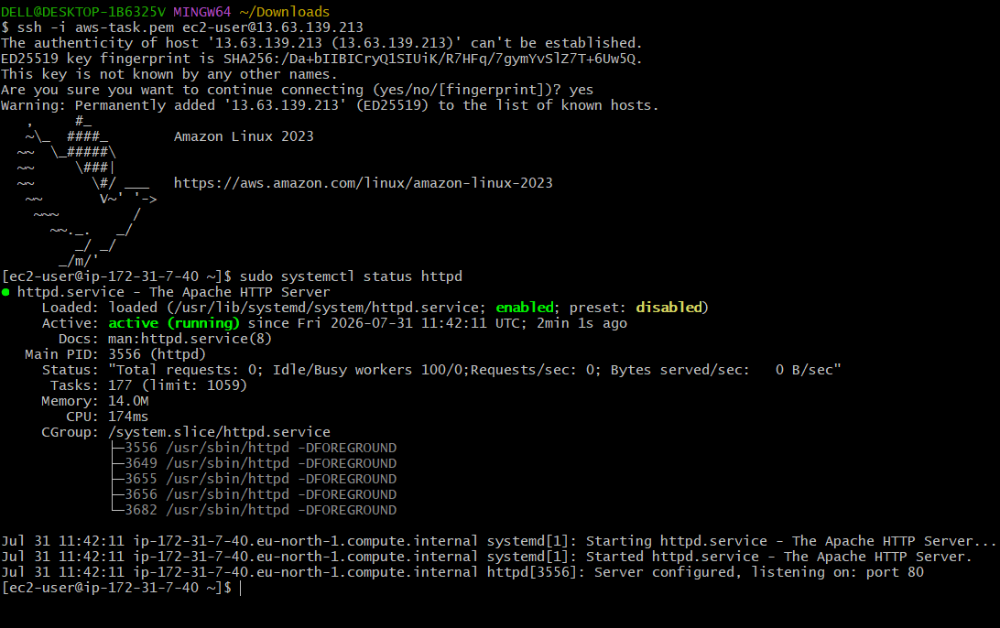 DELL@DESKTOP-1B6325V MINGW64 ~/Downloads
$ ssh -i aws-task.pem ec2-user@13.63.139.213
The authenticity of host '13.63.139.213 (13.63.139.213)' can't be established.
ED25519 key fingerprint is SHA256:/Da+bIIBICryQ1SIUiK/R7HFq/7gymYvSlZ7T+6Uw5Q.
This key is not known by any other names.
Are you sure you want to continue connecting (yes/no/[fingerprint])? yes
Warning: Permanently added '13.63.139.213' (ED25519) to the list of known hosts.
   ,     #_
   ~\_  ####_        Amazon Linux 2023
  ~~  \_#####\
  ~~     \###|
  ~~       \#/ ___   https://aws.amazon.com/linux/amazon-linux-2023
   ~~       V~' '->
    ~~~         /
      ~~._.   _/
         _/ _/
       _/m/'
[ec2-user@ip-172-31-7-40 ~]$ sudo systemctl status httpd
● httpd.service - The Apache HTTP Server
     Loaded: loaded (/usr/lib/systemd/system/httpd.service; enabled; preset: disabled)
     Active: active (running) since Fri 2026-07-31 11:42:11 UTC; 2min 1s ago
       Docs: man:httpd.service(8)
   Main PID: 3556 (httpd)
     Status: "Total requests: 0; Idle/Busy workers 100/0;Requests/sec: 0; Bytes served/sec:   0 B/sec"
      Tasks: 177 (limit: 1059)
     Memory: 14.0M
        CPU: 174ms
     CGroup: /system.slice/httpd.service
             ├─3556 /usr/sbin/httpd -DFOREGROUND
             ├─3649 /usr/sbin/httpd -DFOREGROUND
             ├─3655 /usr/sbin/httpd -DFOREGROUND
             ├─3656 /usr/sbin/httpd -DFOREGROUND
             └─3682 /usr/sbin/httpd -DFOREGROUND
Jul 31 11:42:11 ip-172-31-7-40.eu-north-1.compute.internal systemd[1]: Starting httpd.service - The Apache HTTP Server...
Jul 31 11:42:11 ip-172-31-7-40.eu-north-1.compute.internal systemd[1]: Started httpd.service - The Apache HTTP Server.
Jul 31 11:42:11 ip-172-31-7-40.eu-north-1.compute.internal httpd[3556]: Server configured, listening on: port 80
[ec2-user@ip-172-31-7-40 ~]$